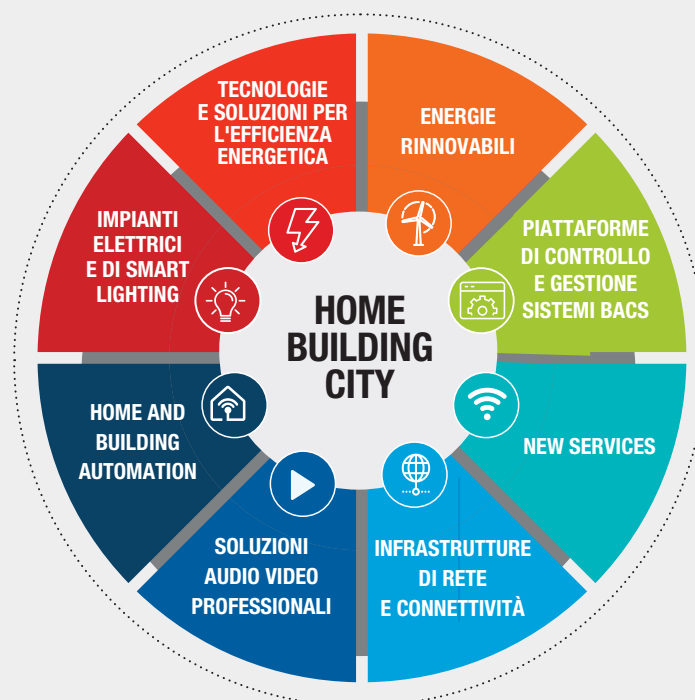 TECNOLOGIE
E SOLUZIONI PER
L'EFFICIENZA
ENERGETICA
ENERGIE
RINNOVABILI
PIATTAFORME
DI CONTROLLO
E GESTIONE
SISTEMI BACS
NEW SERVICES
INFRASTRUTTURE
DI RETE
E CONNETTIVITÀ
SOLUZIONI
AUDIO VIDEO
PROFESSIONALI
HOME AND
BUILDING
AUTOMATION
IMPIANTI
ELETTRICI
E DI SMART
LIGHTING
HOME
BUILDING
CITY